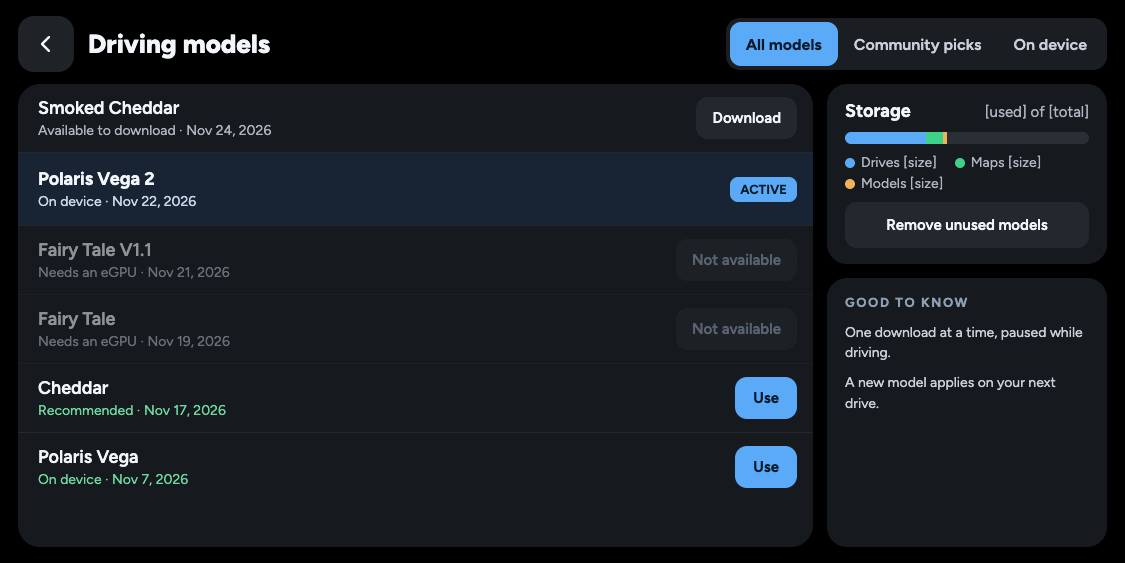 Driving models
All models
Community picks
On device
Smoked Cheddar
Available to download · Nov 24, 2026
Download
Polaris Vega 2
On device · Nov 22, 2026
ACTIVE
Fairy Tale V1.1
Needs an eGPU · Nov 21, 2026
Not available
Fairy Tale
Needs an eGPU · Nov 19, 2026
Not available
Cheddar
Recommended · Nov 17, 2026
Use
Polaris Vega
On device · Nov 7, 2026
Use
Storage
[used] of [total]
Drives [size]
Maps [size]
Models [size]
Remove unused models
GOOD TO KNOW
One download at a time, paused while
driving.
A new model applies on your next
drive.